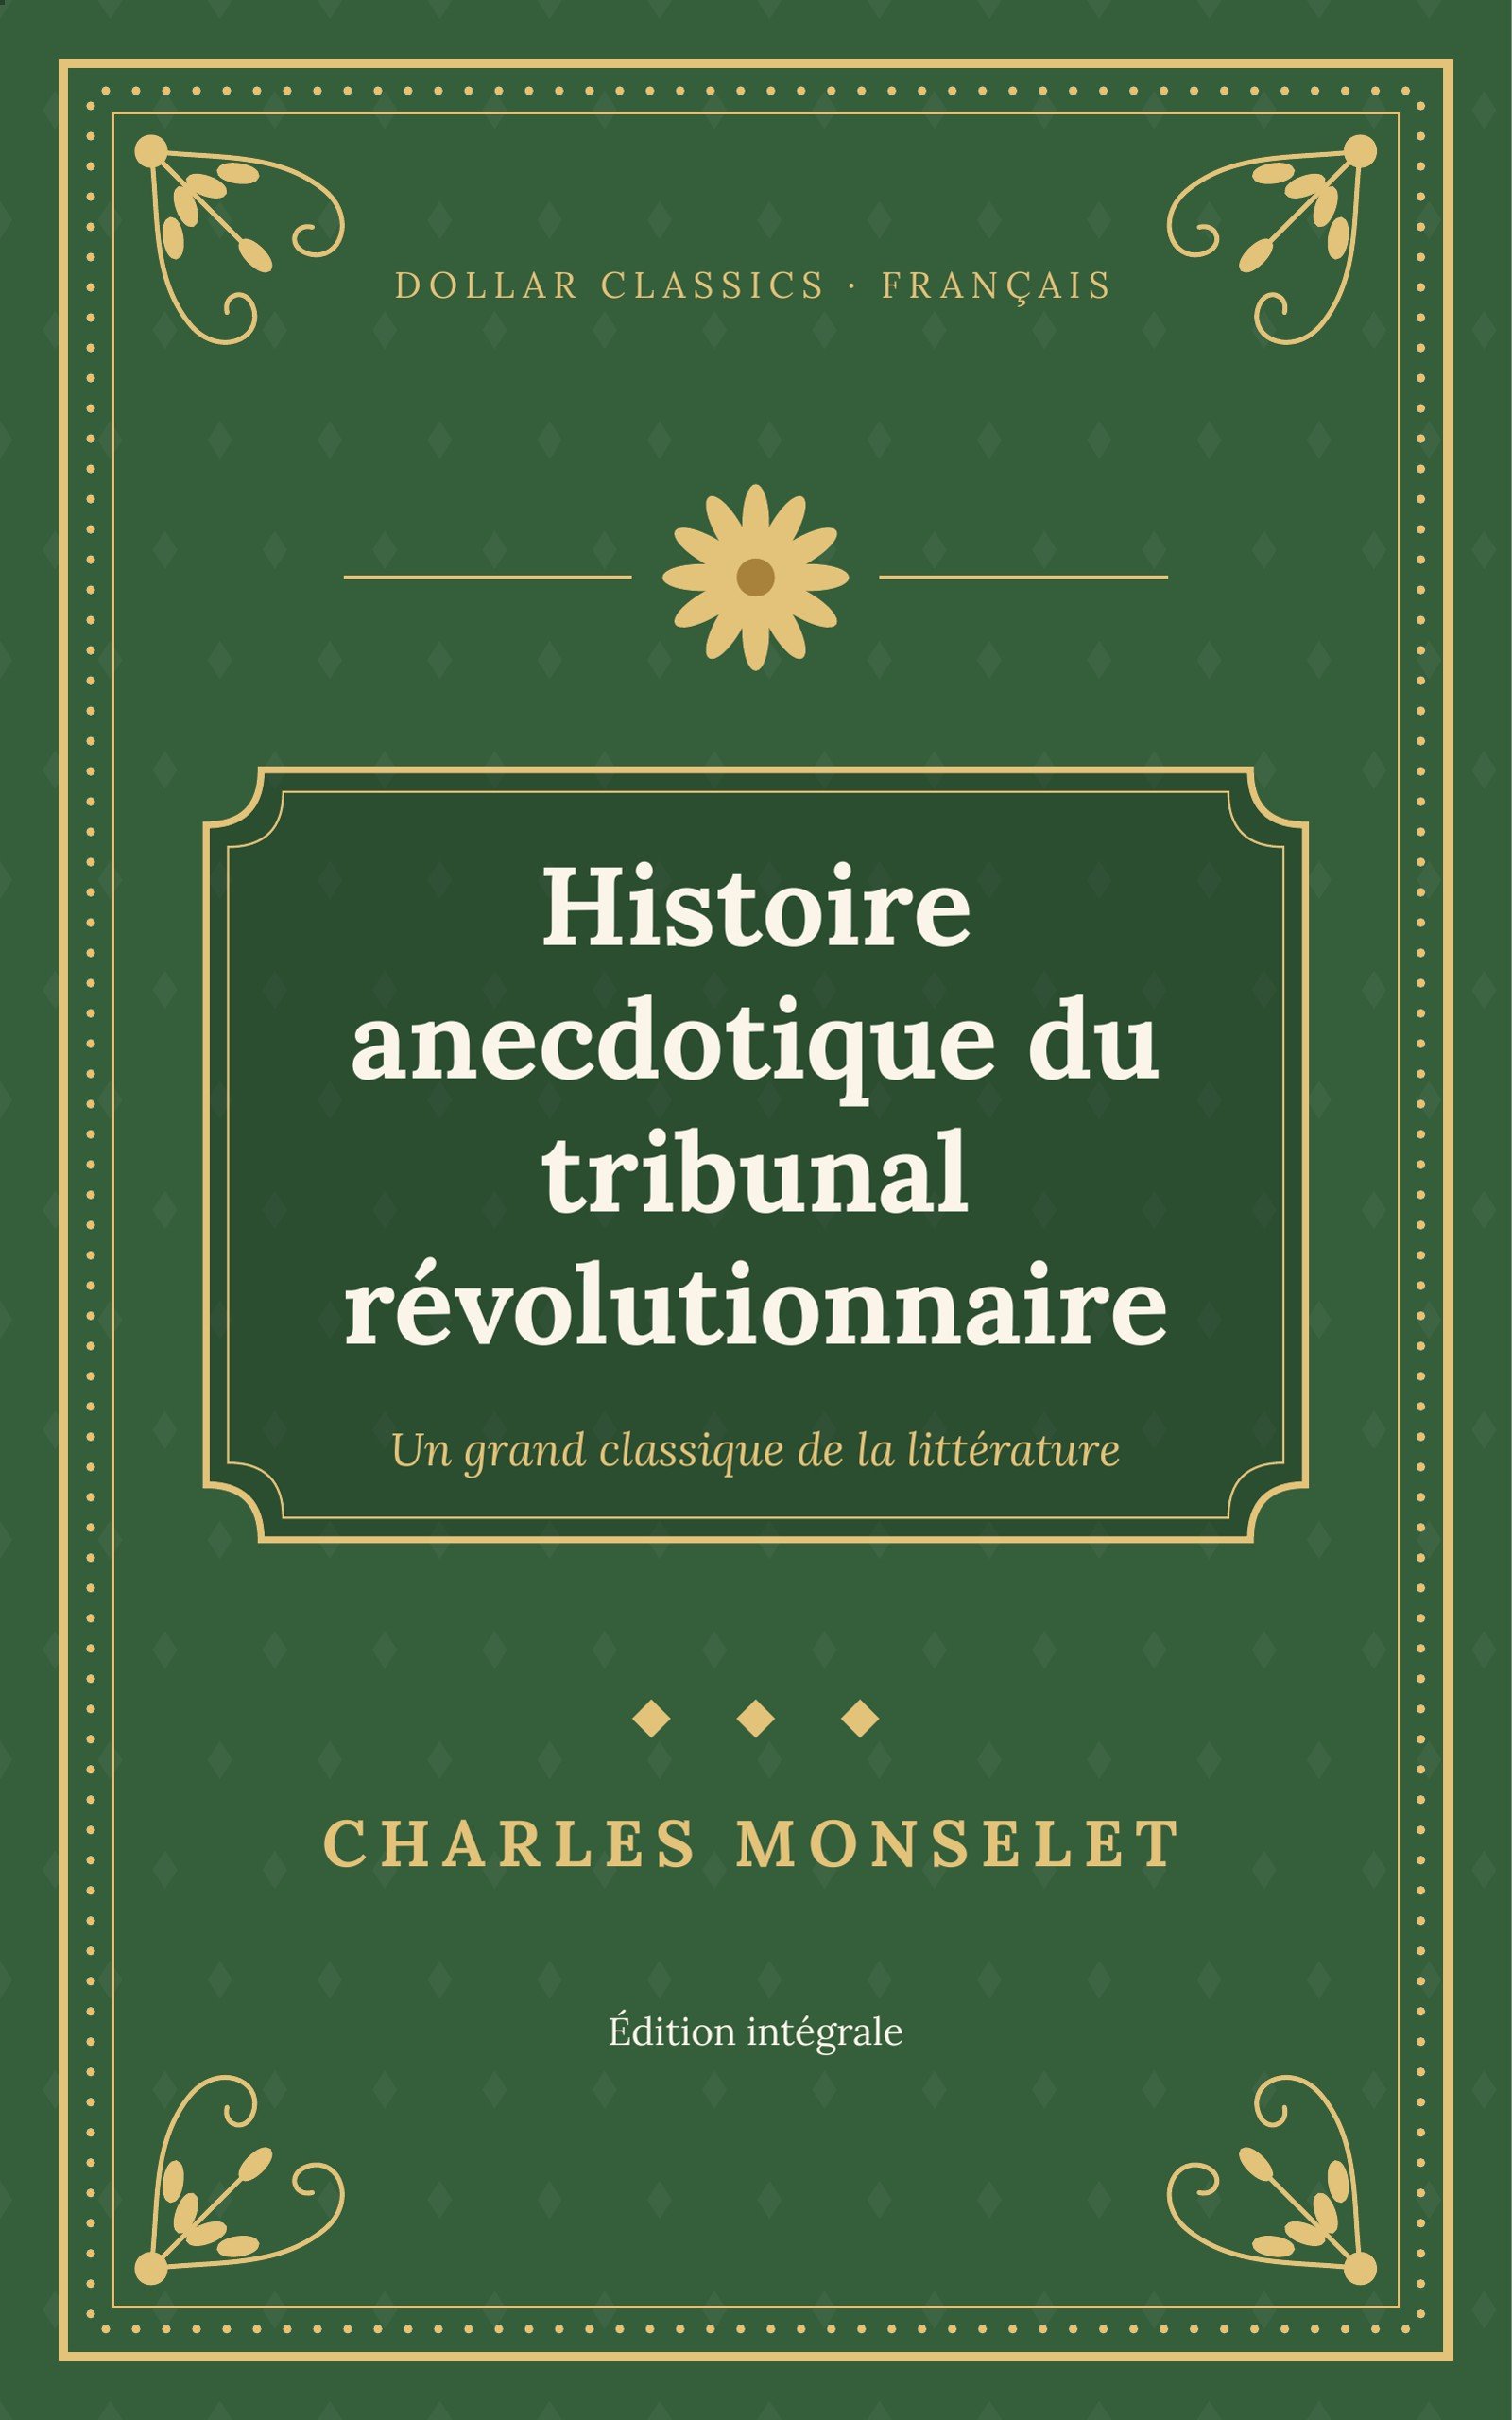 DOLLAR CLASSICS · FRANÇAIS
Histoire
anecdotique du
tribunal
révolutionnaire
Un grand classique de la littérature
CHARLES MONSELET
Édition intégrale